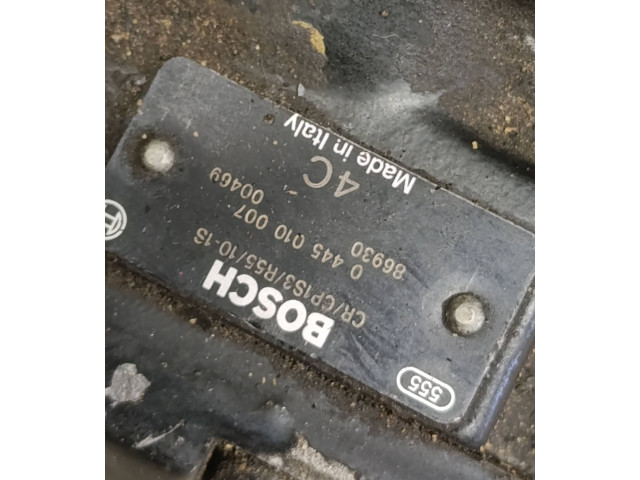 555
BOSCH
CR/CP1S3/R55/10-1S
0 445 010 007
86930 00469
4C
Made in Italy